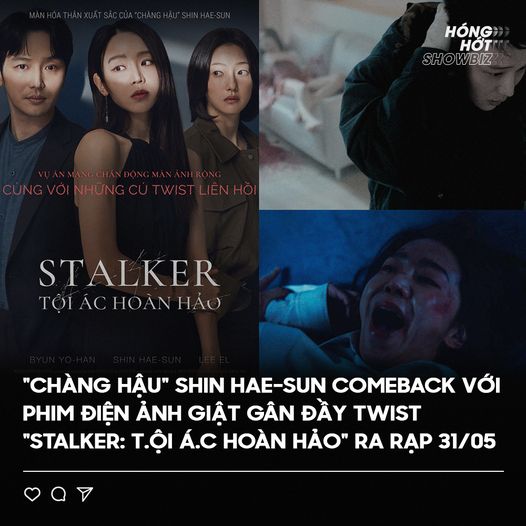 MÀN HÓA THÂN XUẤT SẮC CỦA "CHÀNG HẬU" SHIN HAE-SUN
HÓNG
HỚT
SHOWBIZ
VỤ ÁN MẠNG CHẤN ĐỘNG MÀN ẢNH RỘNG
CÙNG VỚI NHỮNG CÚ TWIST LIÊN HỒI
STALKER
TỘI ÁC HOÀN HẢO
BYUN YO-HAN SHIN HAE-SUN LEE EL
"CHÀNG HẬU" SHIN HAE-SUN COMEBACK VỚI
PHIM ĐIỆN ẢNH GIẬT GÂN ĐẦY TWIST
"STALKER: T.ỘI Á.C HOÀN HẢO" RA RẠP 31/05